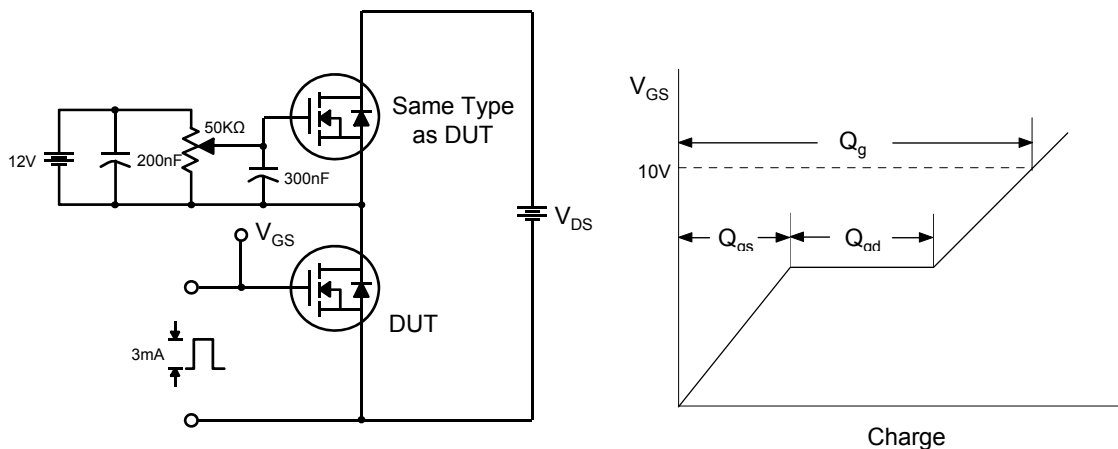 Same Type
as DUT
50KΩ
12V
200nF
300nF
V_GS
V_DS
DUT
3mA
V_GS
Q_g
10V
Q_gs
Q_gd
Charge